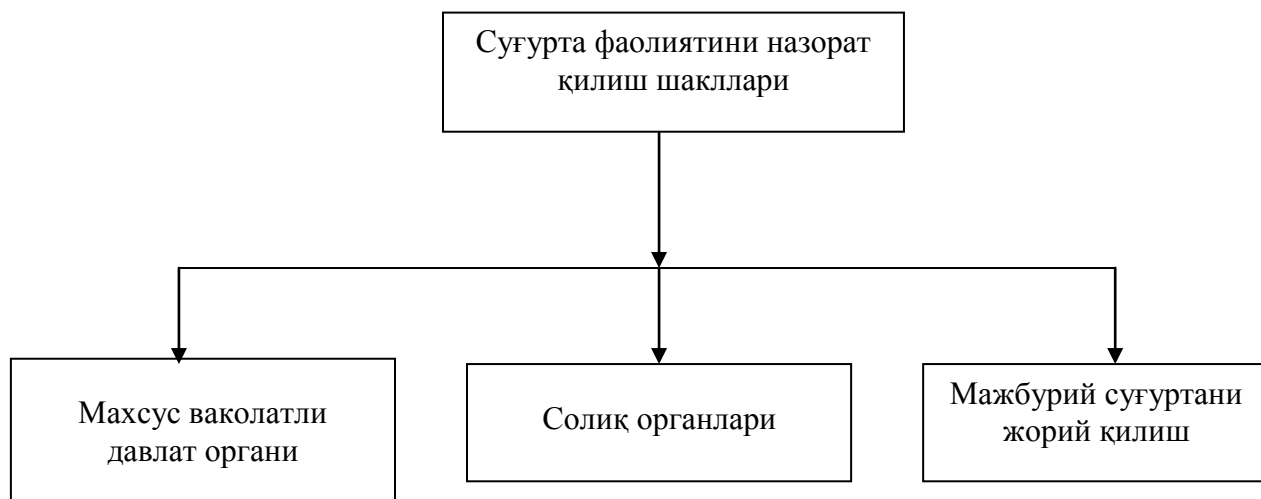 Суғурта фаолиятини назорат
қилиш шакллари
Махсус ваколатли
давлат органи
Солиқ органлари
Мажбурий суғуртани
жорий қилиш